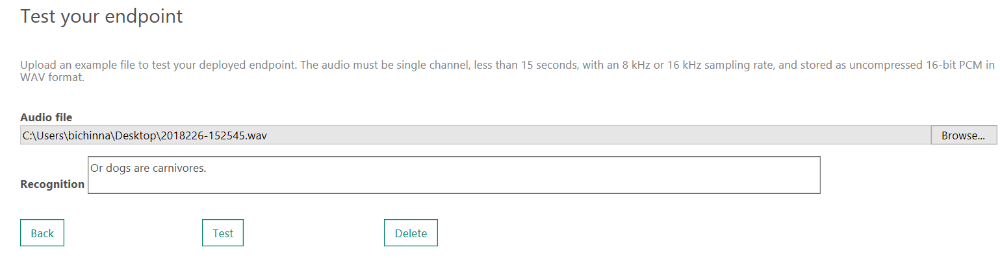 Test your endpoint
Upload an example file to test your deployed endpoint. The audio must be single channel, less than 15 seconds, with an 8 kHz or 16 kHz sampling rate, and stored as uncompressed 16-bit PCM in
WAV format.
Audio file
C:\Users\bichinna\Desktop\2018226-152545.wav Browse...
Or dogs are carnivores.
Recognition
Back Test Delete